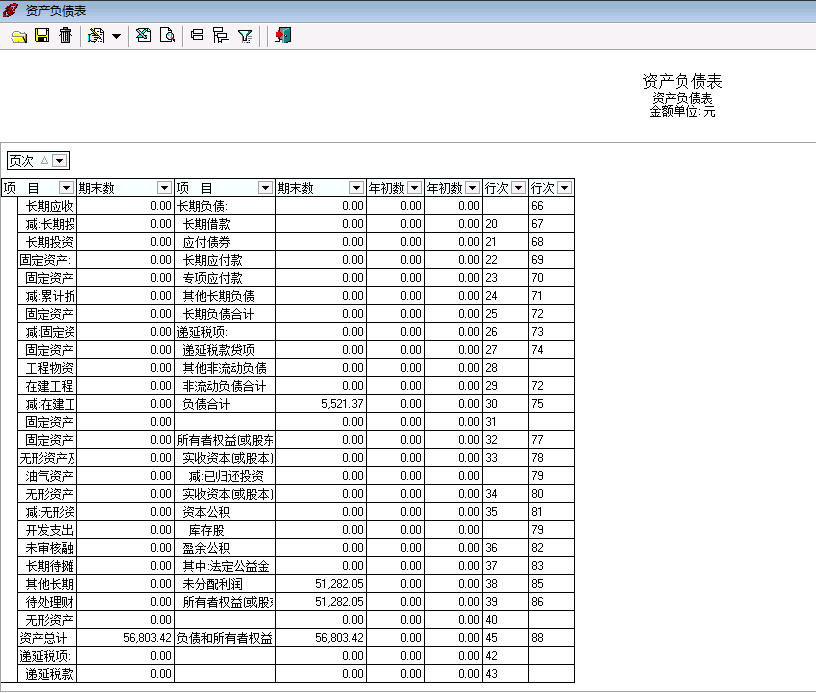 资产负债表
资产负债表
资产负债表
金额单位: 元
页次
项 目 期末数 项 目 期末数 年初数 年初数 行次 行次
长期应收 0.00 长期负债: 0.00 0.00 0.00 66
减:长期投 0.00 长期借款 0.00 0.00 0.00 20 67
长期投资 0.00 应付债券 0.00 0.00 0.00 21 68
固定资产: 0.00 长期应付款 0.00 0.00 0.00 22 69
固定资产 0.00 专项应付款 0.00 0.00 0.00 23 70
减:累计折 0.00 其他长期负债 0.00 0.00 0.00 24 71
固定资产 0.00 长期负债合计 0.00 0.00 0.00 25 72
减:固定资 0.00 递延税项: 0.00 0.00 0.00 26 73
固定资产 0.00 递延税款贷项 0.00 0.00 0.00 27 74
工程物资 0.00 其他非流动负债 0.00 0.00 0.00 28
在建工程 0.00 非流动负债合计 0.00 0.00 0.00 29 72
减:在建工 0.00 负债合计 5,521.37 0.00 0.00 30 75
固定资产 0.00 0.00 0.00 0.00 31
固定资产 0.00 所有者权益(或股东 0.00 0.00 0.00 32 77
无形资产及 0.00 实收资本(或股本) 0.00 0.00 0.00 33 78
油气资产 0.00 减:已归还投资 0.00 0.00 0.00 79
无形资产 0.00 实收资本(或股本) 0.00 0.00 0.00 34 80
减:无形资 0.00 资本公积 0.00 0.00 0.00 35 81
开发支出 0.00 库存股 0.00 0.00 0.00 79
未审核融 0.00 盈余公积 0.00 0.00 0.00 36 82
长期待摊 0.00 其中:法定公益金 0.00 0.00 0.00 37 83
其他长期 0.00 未分配利润 51,282.05 0.00 0.00 38 85
待处理财 0.00 所有者权益(或股东 51,282.05 0.00 0.00 39 86
无形资产 0.00 0.00 0.00 0.00 40
资产总计 56,803.42 负债和所有者权益 56,803.42 0.00 0.00 45 88
递延税项: 0.00 0.00 0.00 0.00 42
递延税款 0.00 0.00 0.00 0.00 43